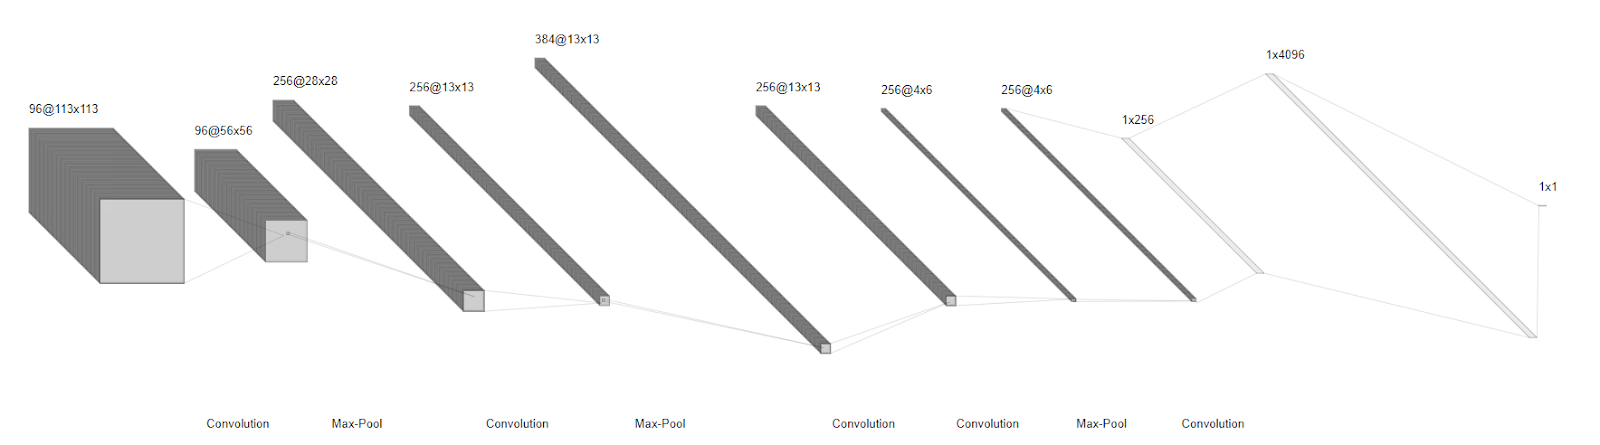 96@113x113
96@56x56
256@28x28
256@13x13
384@13x13
256@13x13
256@4x6
256@4x6
1x256
1x4096
1x1
Convolution
Max-Pool
Convolution
Max-Pool
Convolution
Convolution
Max-Pool
Convolution